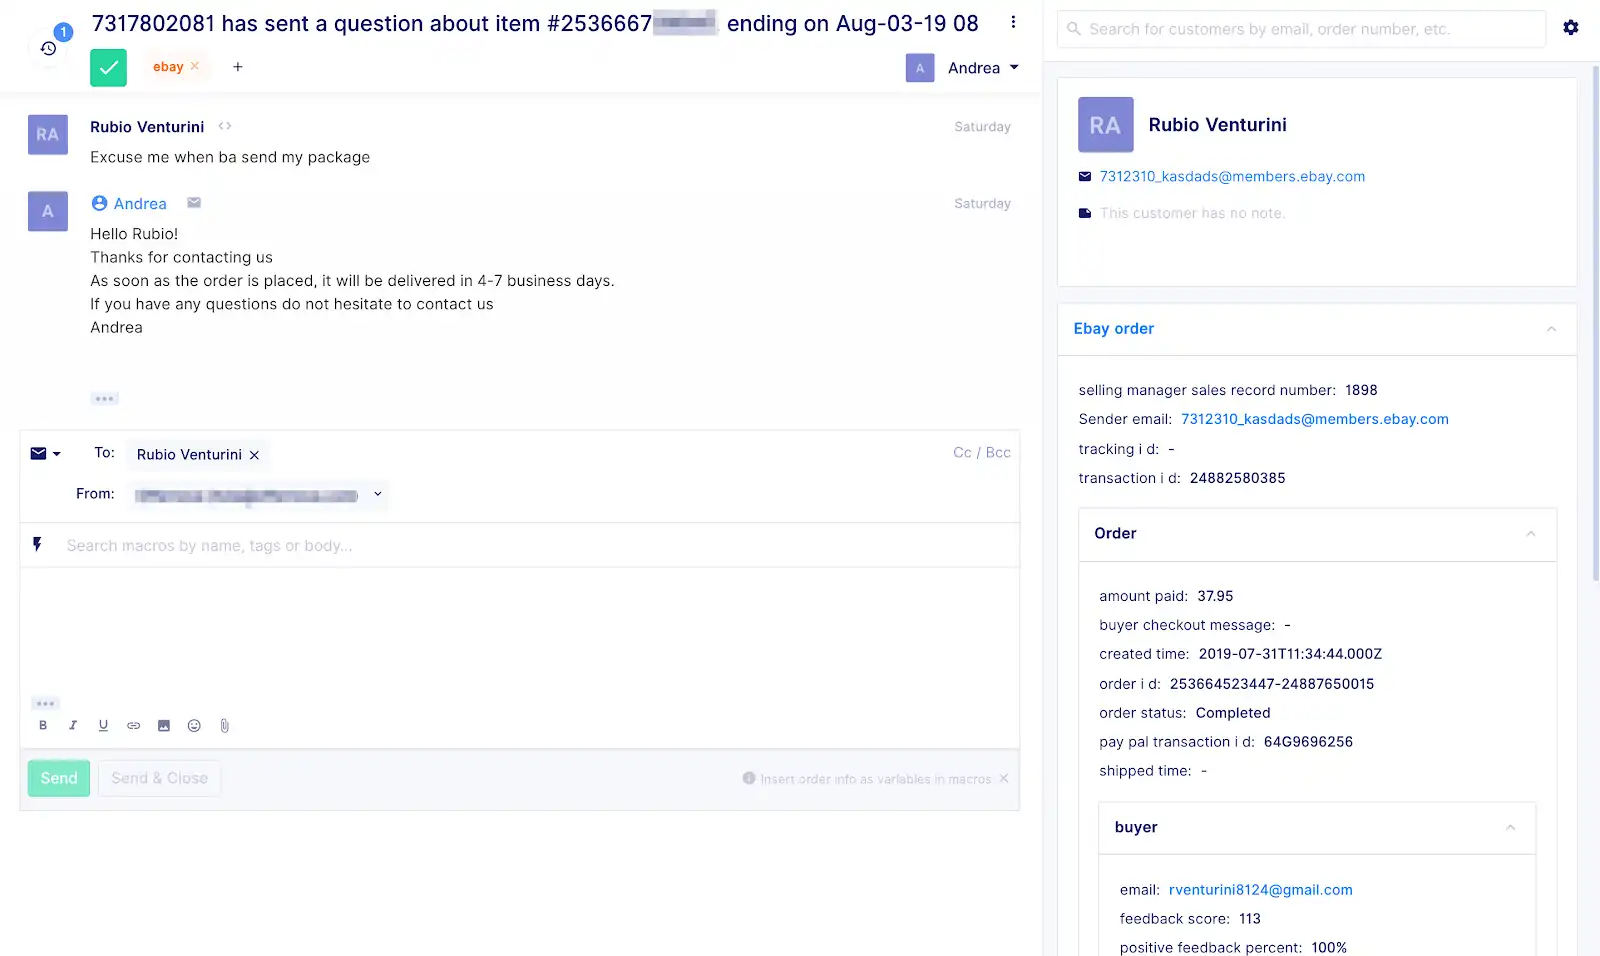 1
7317802081 has sent a question about item #2536667 ending on Aug-03-19 08
ebay ×
+
A
Andrea
RA
Rubio Venturini <>
Saturday
Excuse me when ba send my package
A
Andrea
Saturday
Hello Rubio!
Thanks for contacting us
As soon as the order is placed, it will be delivered in 4-7 business days.
If you have any questions do not hesitate to contact us
Andrea
•••
To: Rubio Venturini ×
Cc / Bcc
From:
Search macros by name, tags or body...
•••
B I U
Send
Send & Close
Insert order info as variables in macros ×
Search for customers by email, order number, etc.
RA
Rubio Venturini
7312310_kasdads@members.ebay.com
This customer has no note.
Ebay order
selling manager sales record number: 1898
Sender email: 7312310_kasdads@members.ebay.com
tracking i d: -
transaction i d: 24882580385
Order
amount paid: 37.95
buyer checkout message: -
created time: 2019-07-31T11:34:44.000Z
order i d: 253664523447-24887650015
order status: Completed
pay pal transaction i d: 64G9696256
shipped time: -
buyer
email: rventurini8124@gmail.com
feedback score: 113
positive feedback percent: 100%